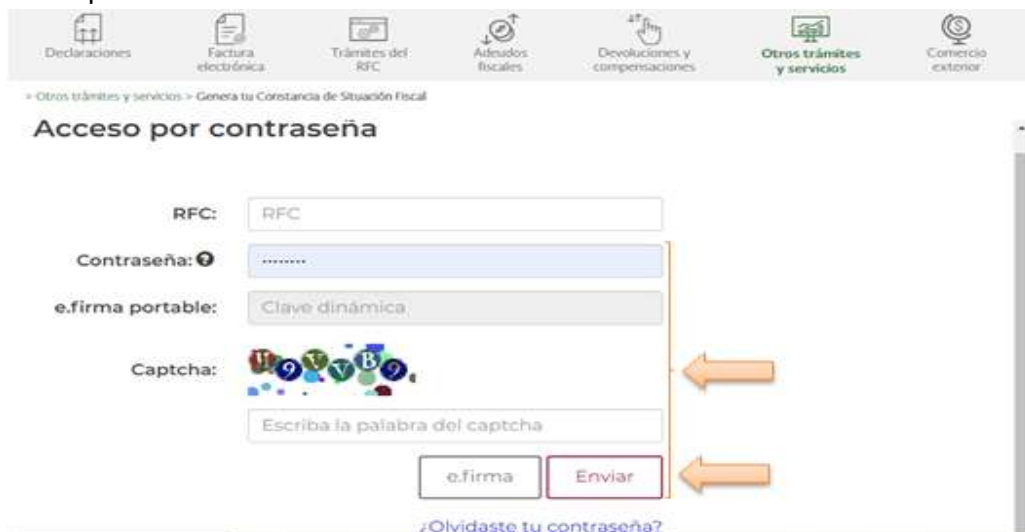 Declaraciones
Factura electrónica
Trámites del RFC
Adeudos fiscales
Devoluciones y compensaciones
Otros trámites y servicios
Comercio exterior
» Otros trámites y servicios > Genera tu Constancia de Situación Fiscal
Acceso por contraseña
RFC: RFC
Contraseña: ? ········
e.firma portable: Clave dinámica
Captcha:
Escriba la palabra del captcha
e.firma Enviar
¿Olvidaste tu contraseña?